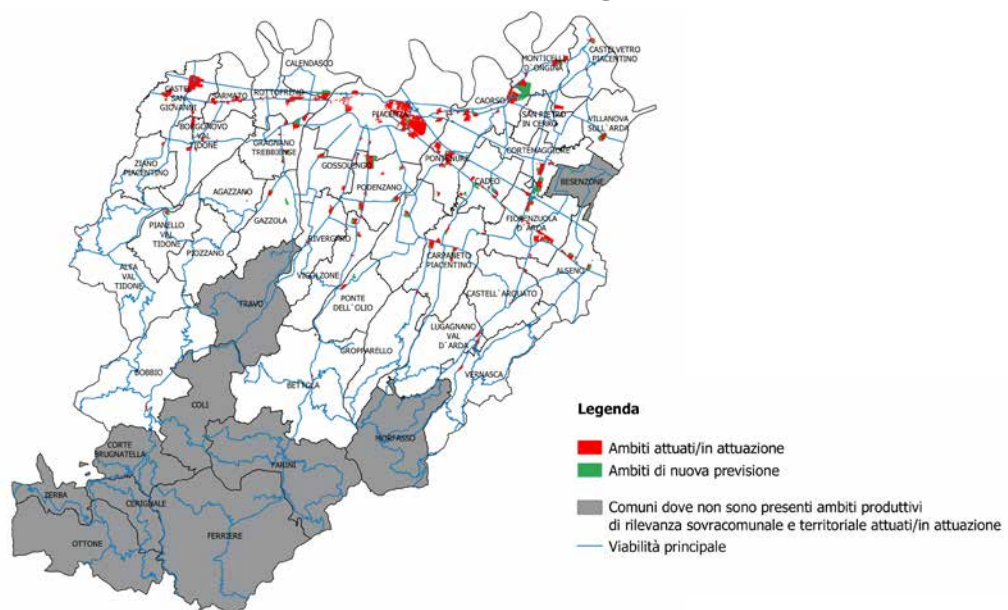 CASTELVETRO
PIACENTINO
MONTICELLI
D`ONGINA
CALENDASCO
CASTEL
SAN
GIOVANNI
SARMATO
ROTTOFRENO
PIACENZA
CAORSO
SAN PIETRO
IN CERRO
VILLANOVA
SULL`ARDA
BORGONOVO
VAL
TIDONE
GRAGNANO
TREBBIENSE
CORTEMAGGIORE
ZIANO
PIACENTINO
GOSSOLENGO
PONTENURE
AGAZZANO
PODENZANO
CADEO
BESENZONE
GAZZOLA
PIANELLO
VAL
TIDONE
FIORENZUOLA
D`ARDA
PIOZZANO
RIVERGARO
CARPANETO
PIACENTINO
ALTA
VAL
TIDONE
VIGOLZONE
ALSENO
TRAVO
PONTE
DELL`OLIO
CASTELL`ARQUATO
LUGAGNANO
VAL
D`ARDA
GROPPARELLO
BOBBIO
BETTOLA
VERNASCA
COLI
MORFASSO
CORTE
BRUGNATELLA
FARINI
ZERBA
CERIGNALE
OTTONE
FERRIERE
Legenda
Ambiti attuati/in attuazione
Ambiti di nuova previsione
Comuni dove non sono presenti ambiti produttivi
di rilevanza sovracomunale e territoriale attuati/in attuazione
Viabilità principale